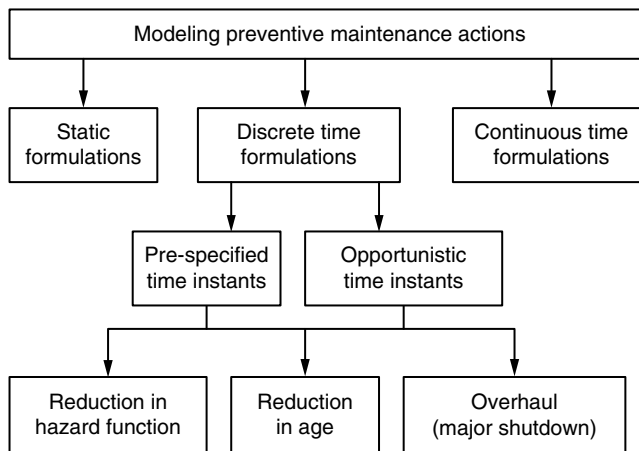 Modeling preventive maintenance actions
Static
formulations
Discrete time
formulations
Continuous time
formulations
Pre-specified
time instants
Opportunistic
time instants
Reduction in
hazard function
Reduction
in age
Overhaul
(major shutdown)